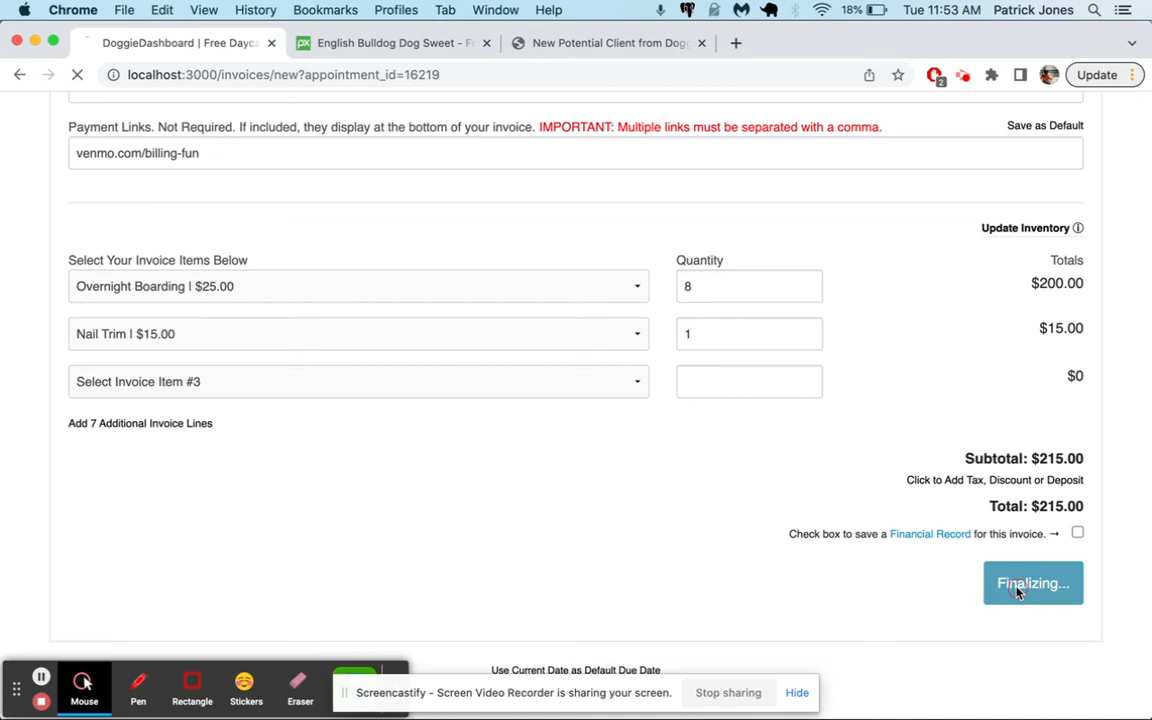 Chrome File Edit View History Bookmarks Profiles Tab Window Help 18% Tue 11:53 AM Patrick Jones
DoggieDashboard | Free Dayca English Bulldog Dog Sweet - F New Potential Client from Dogg
localhost:3000/invoices/new?appointment_id=16219 2 Update
Payment Links. Not Required. If included, they display at the bottom of your invoice. IMPORTANT: Multiple links must be separated with a comma. Save as Default
venmo.com/billing-fun
Update Inventory
Select Your Invoice Items Below Quantity Totals
Overnight Boarding | $25.00 8 $200.00
Nail Trim | $15.00 1 $15.00
Select Invoice Item #3 $0
Add 7 Additional Invoice Lines
Subtotal: $215.00
Click to Add Tax, Discount or Deposit
Total: $215.00
Check box to save a Financial Record for this invoice. →
Finalizing...
Use Current Date as Default Due Date
Screencastify - Screen Video Recorder is sharing your screen. Stop sharing Hide
Mouse Pen Rectangle Stickers Eraser